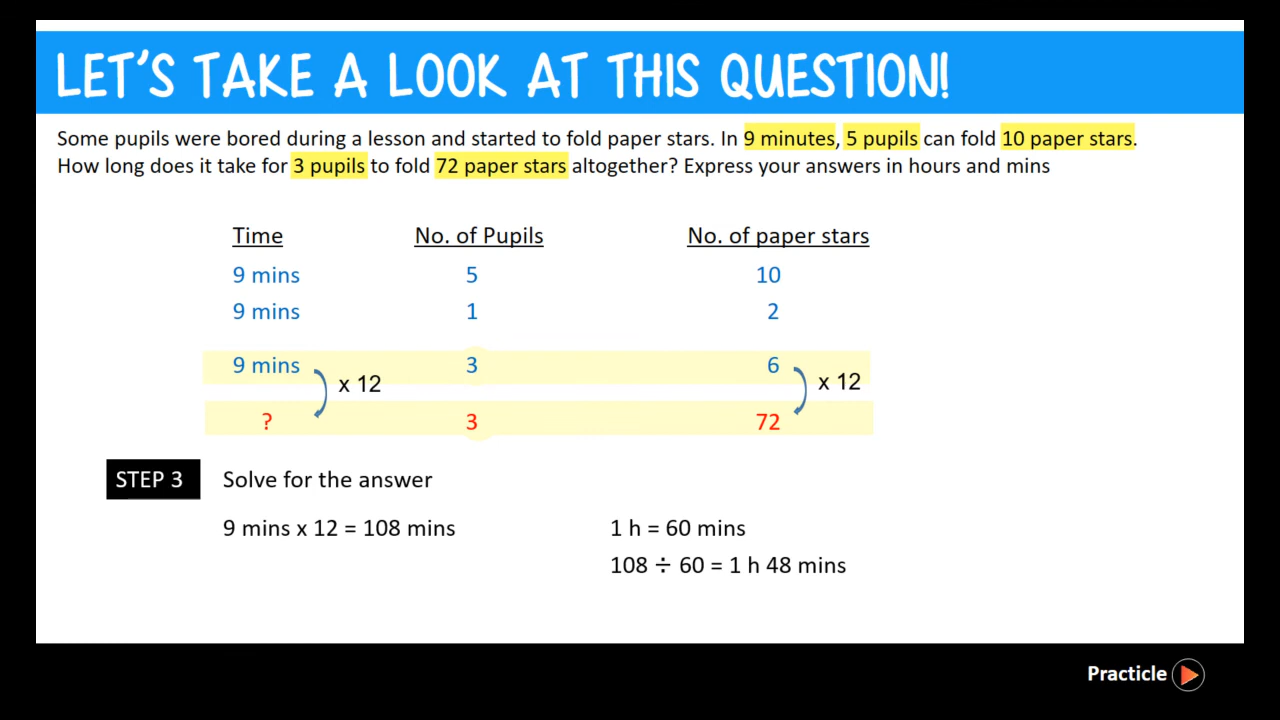 LET'S TAKE A LOOK AT THIS QUESTION!
Some pupils were bored during a lesson and started to fold paper stars. In 9 minutes, 5 pupils can fold 10 paper stars.
How long does it take for 3 pupils to fold 72 paper stars altogether? Express your answers in hours and mins
Time No. of Pupils No. of paper stars
9 mins 5 10
9 mins 1 2
9 mins 3 6
x 12 x 12
? 3 72
STEP 3 Solve for the answer
9 mins x 12 = 108 mins 1 h = 60 mins
108 ÷ 60 = 1 h 48 mins
Practicle